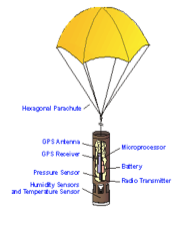 Hexagonal Parachute
GPS Antenna
GPS Receiver
Pressure Sensor
Humidity Sensors
and Temperature Sensor
Microprocessor
Battery
Radio Transmitter